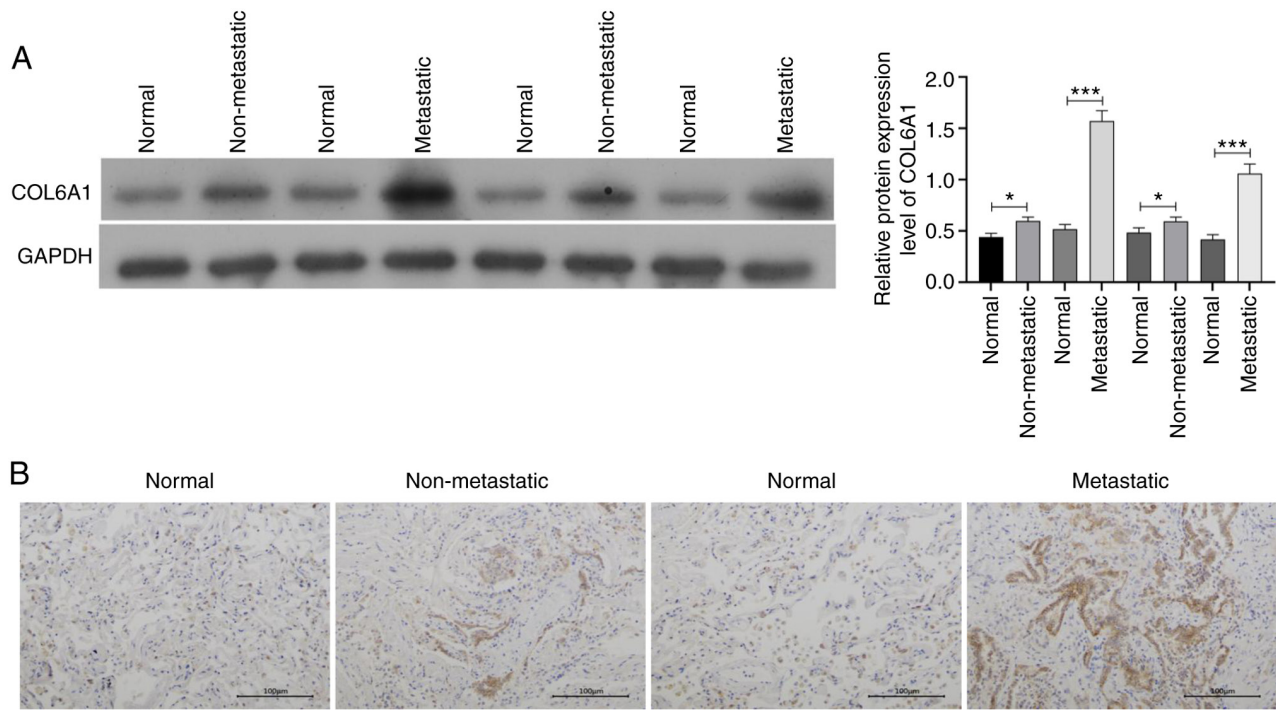 A
Normal
Non-metastatic
Normal
Metastatic
Normal
Non-metastatic
Normal
Metastatic
COL6A1
GAPDH
Relative protein expression
level of COL6A1
2.0
1.5
1.0
0.5
0.0
*
***
*
***
Normal
Non-metastatic
Normal
Metastatic
Normal
Non-metastatic
Normal
Metastatic
B
Normal
Non-metastatic
Normal
Metastatic
100μm
100μm
100μm
100μm